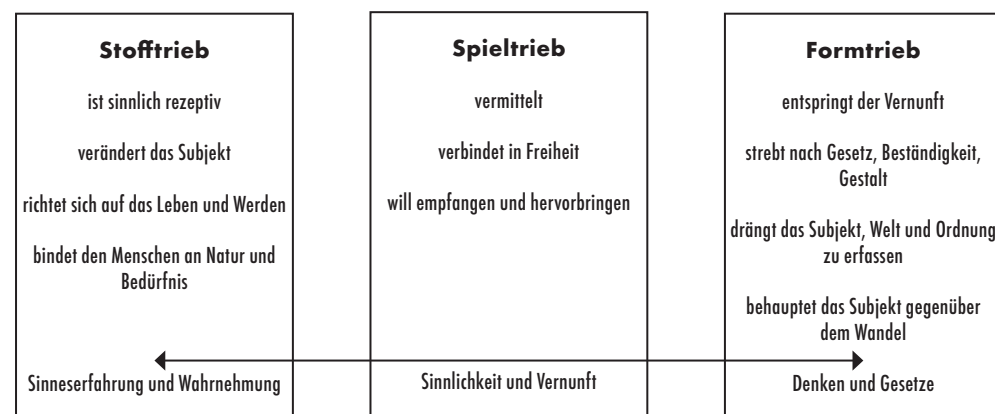 Stofftrieb
ist sinnlich rezeptiv
verändert das Subjekt
richtet sich auf das Leben und Werden
bindet den Menschen an Natur und
Bedürfnis
Sinneserfahrung und Wahrnehmung
Spieltrieb
vermittelt
verbindet in Freiheit
will empfangen und hervorbringen
Sinnlichkeit und Vernunft
Formtrieb
entspringt der Vernunft
strebt nach Gesetz, Beständigkeit,
Gestalt
drängt das Subjekt, Welt und Ordnung
zu erfassen
behauptet das Subjekt gegenüber
dem Wandel
Denken und Gesetze